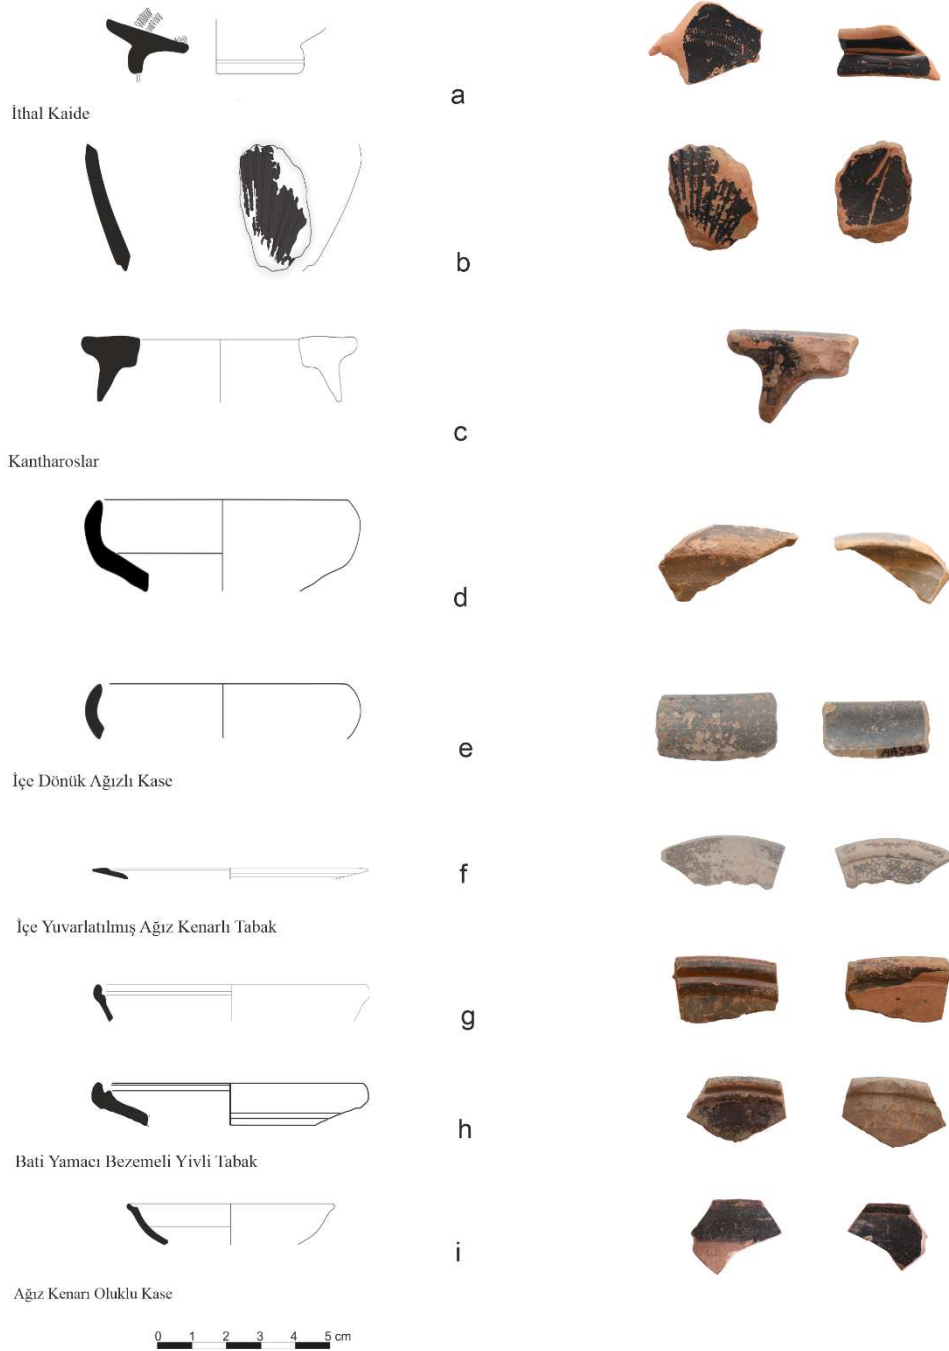 a
İthal Kaide
b
c
Kantharoslar
d
e
İçe Dönük Ağızlı Kase
f
İçe Yuvarlatılmış Ağız Kenarlı Tabak
g
h
Bati Yamacı Bezemeli Yivli Tabak
i
Ağız Kenarı Oluklu Kase
0 1 2 3 4 5 cm